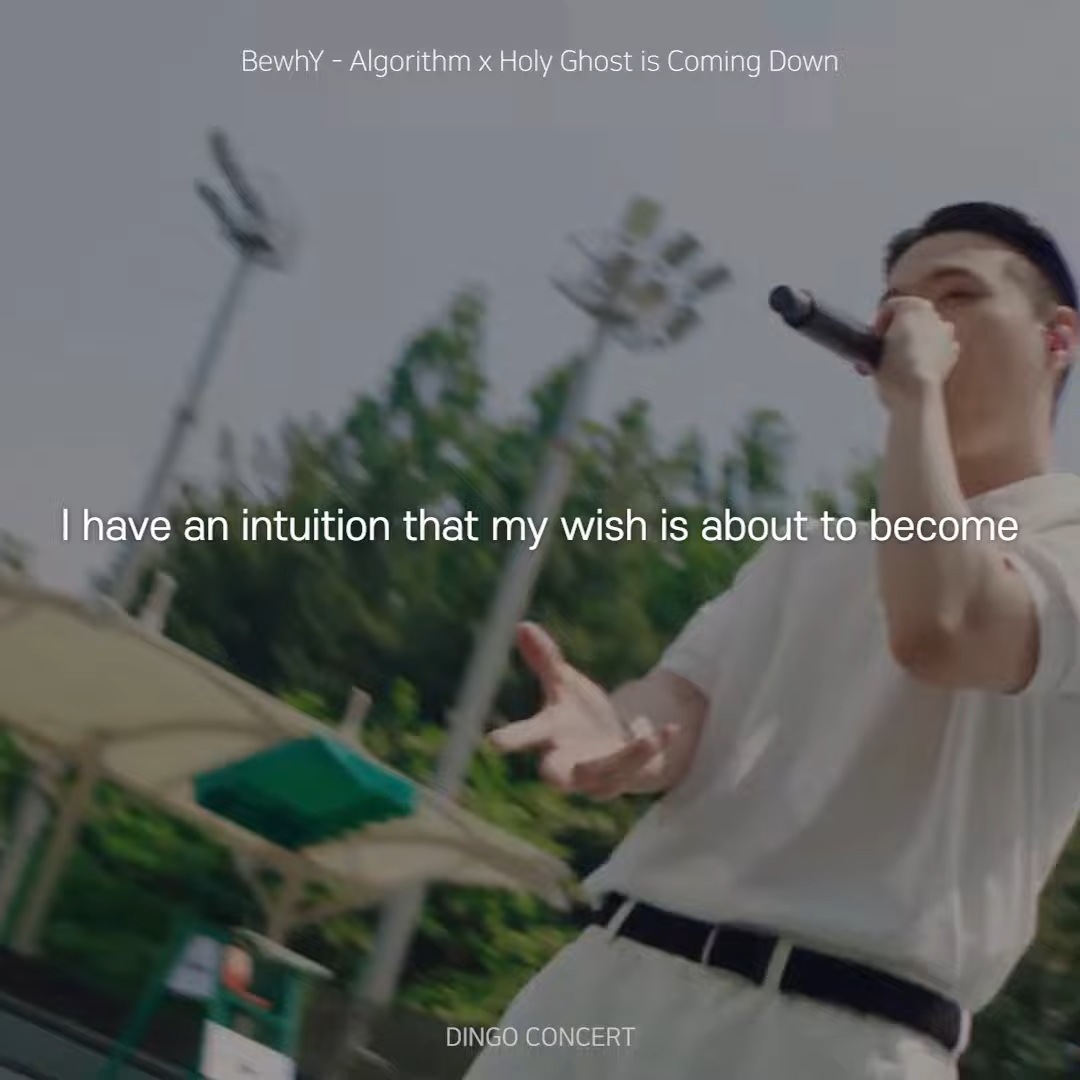 BewhY - Algorithm x Holy Ghost is Coming Down
I have an intuition that my wish is about to become
DINGO CONCERT